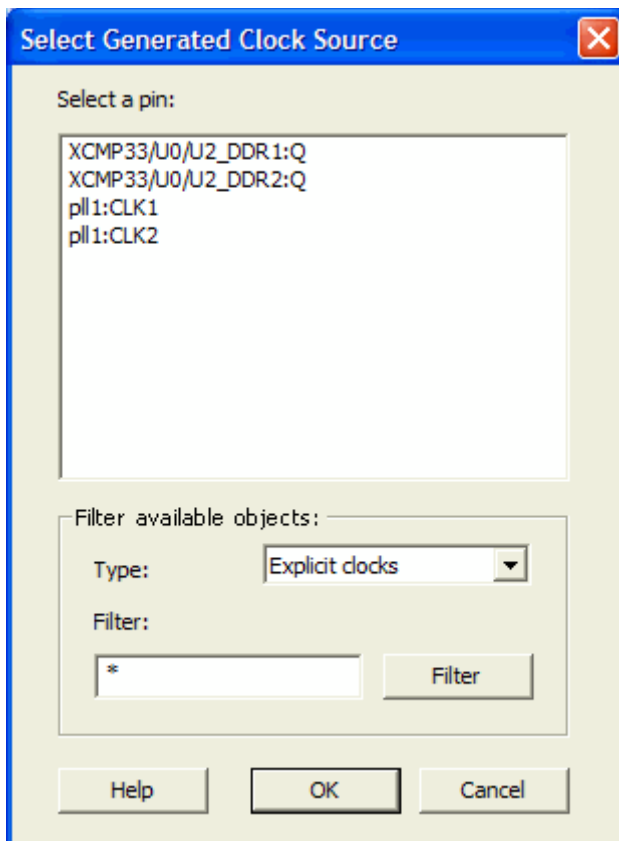 Select Generated Clock Source
Select a pin:
XCMP33/U0/U2_DDR1:Q
XCMP33/U0/U2_DDR2:Q
pll1:CLK1
pll1:CLK2
Filter available objects:
Type: Explicit clocks
Filter:
* Filter
Help OK Cancel